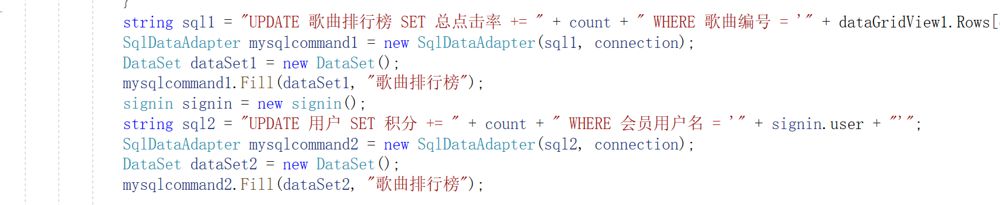 }
string sql1 = "UPDATE 歌曲排行榜 SET 总点击率 += " + count + " WHERE 歌曲编号 = '" + dataGridView1.Rows[
SqlDataAdapter mysqlcommand1 = new SqlDataAdapter(sql1, connection);
DataSet dataSet1 = new DataSet();
mysqlcommand1.Fill(dataSet1, "歌曲排行榜");
signin signin = new signin();
string sql2 = "UPDATE 用户 SET 积分 += " + count + " WHERE 会员用户名 = '" + signin.user + "'";
SqlDataAdapter mysqlcommand2 = new SqlDataAdapter(sql2, connection);
DataSet dataSet2 = new DataSet();
mysqlcommand2.Fill(dataSet2, "歌曲排行榜");